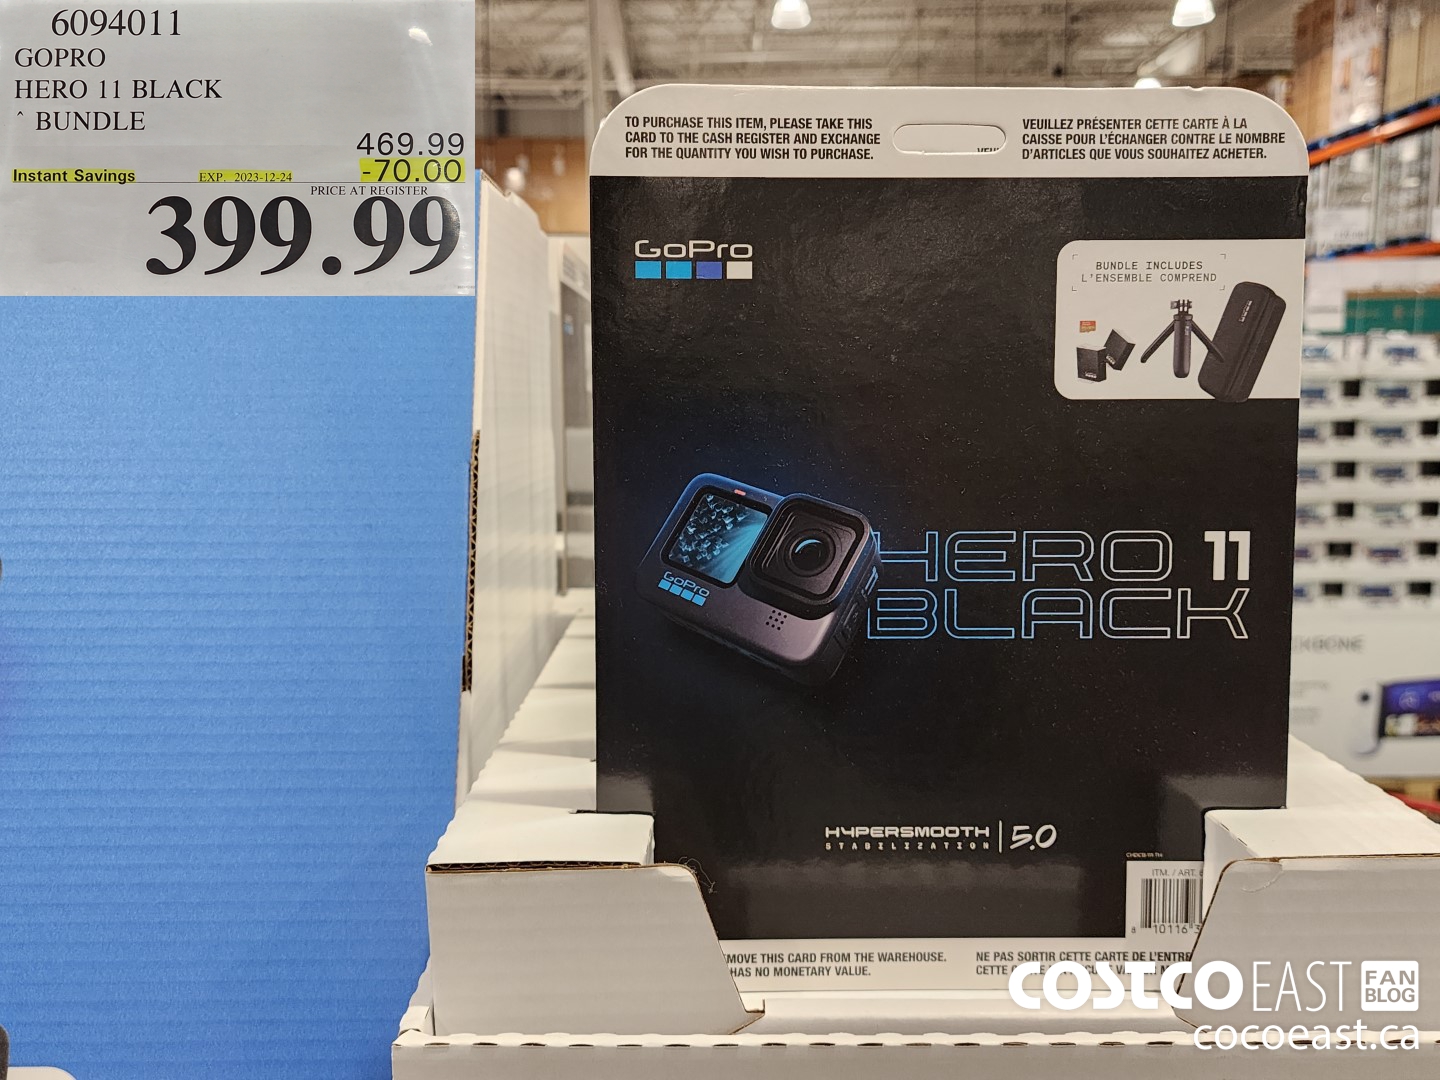 6094011
GOPRO
HERO 11 BLACK
^ BUNDLE
469.99
Instant Savings EXP. 2023-12-24 -70.00
PRICE AT REGISTER
399.99
TO PURCHASE THIS ITEM, PLEASE TAKE THIS
CARD TO THE CASH REGISTER AND EXCHANGE
FOR THE QUANTITY YOU WISH TO PURCHASE.
VEUILLEZ PRÉSENTER CETTE CARTE À LA
CAISSE POUR L'ÉCHANGER CONTRE LE NOMBRE
D'ARTICLES QUE VOUS SOUHAITEZ ACHETER.
GoPro
BUNDLE INCLUDES
L'ENSEMBLE COMPREND
GoPro
HERO 11
BLACK
HYPERSMOOTH
STABILIZATION
5.0
ITM. / ART.
8 10116
MOVE THIS CARD FROM THE WAREHOUSE.
HAS NO MONETARY VALUE.
NE PAS SORTIR CETTE CARTE DE L'ENTRE
CETTE
KBONE
COSTCO EAST FAN BLOG
cocoeast.ca